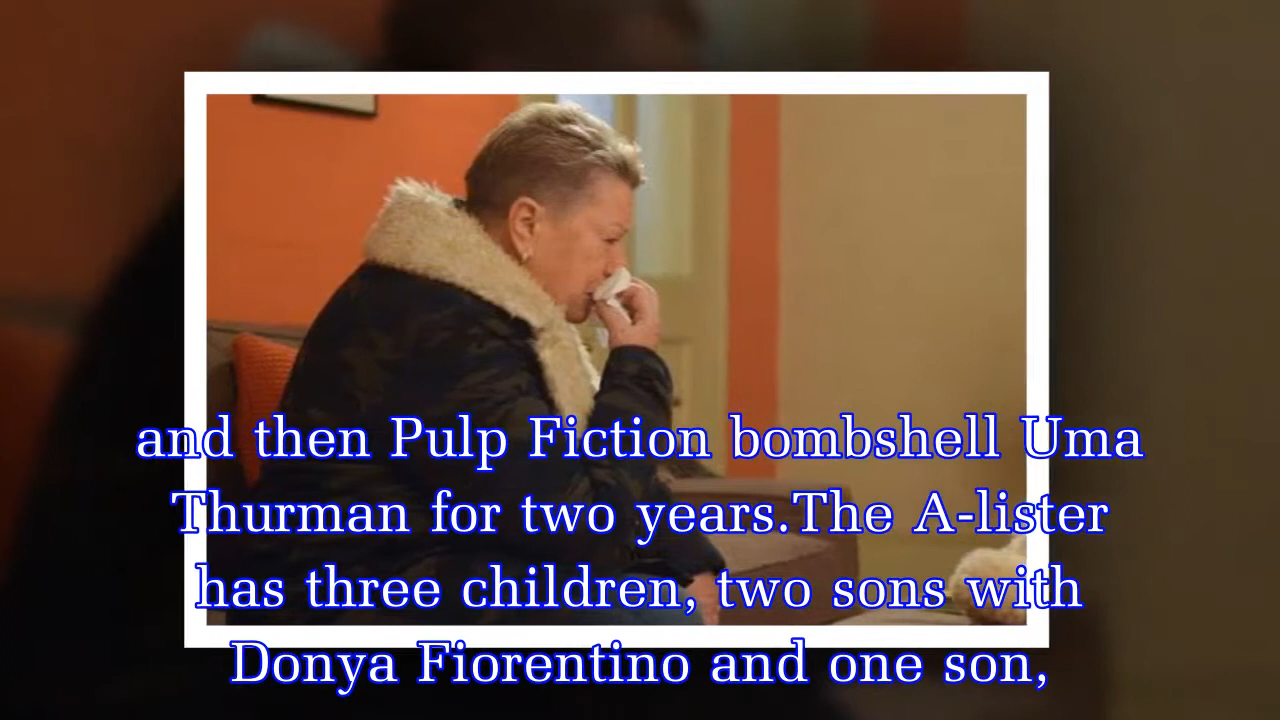 and then Pulp Fiction bombshell Uma
Thurman for two years.The A-lister
has three children, two sons with
Donya Fiorentino and one son,